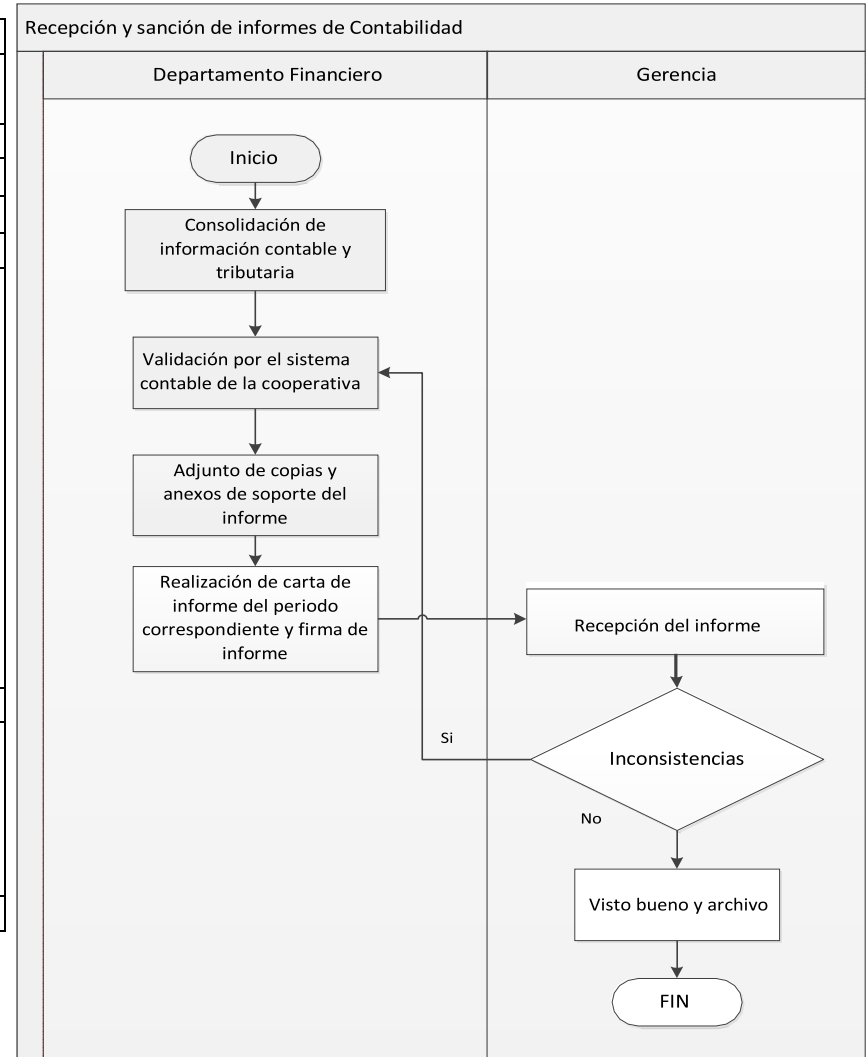 Recepción y sanción de informes de Contabilidad
Departamento Financiero
Gerencia
Inicio
Consolidación de
información contable y
tributaria
Validación por el sistema
contable de la cooperativa
Adjunto de copias y
anexos de soporte del
informe
Realización de carta de
informe del periodo
correspondiente y firma de
informe
Recepción del informe
Si
Inconsistencias
No
Visto bueno y archivo
FIN